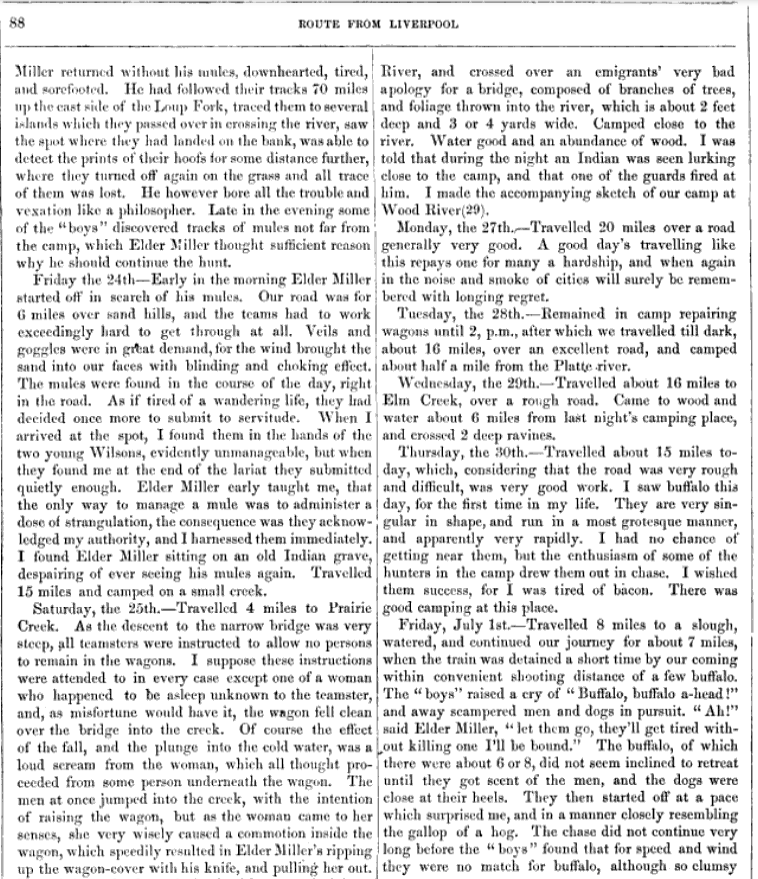 88
ROUTE FROM LIVERPOOL
Miller returned without his mules, downhearted, tired,
and sorefooted. He had followed their tracks 70 miles
up the east side of the Loup Fork, traced them to several
islands which they passed over in crossing the river, saw
the spot where they had landed on the bank, was able to
detect the prints of their hoofs for some distance further,
where they turned off again on the grass and all trace
of them was lost. He however bore all the trouble and
vexation like a philosopher. Late in the evening some
of the "boys" discovered tracks of mules not far from
the camp, which Elder Miller thought sufficient reason
why he should continue the hunt.
Friday the 24th—Early in the morning Elder Miller
started off in search of his mules. Our road was for
6 miles over sand hills, and the teams had to work
exceedingly hard to get through at all. Veils and
goggles were in great demand, for the wind brought the
sand into our faces with blinding and choking effect.
The mules were found in the course of the day, right
in the road. As if tired of a wandering life, they had
decided once more to submit to servitude. When I
arrived at the spot, I found them in the hands of the
two young Wilsons, evidently unmanageable, but when
they found me at the end of the lariat they submitted
quietly enough. Elder Miller early taught me, that
the only way to manage a mule was to administer a
dose of strangulation, the consequence was they acknow-
ledged my authority, and I harnessed them immediately.
I found Elder Miller sitting on an old Indian grave,
despairing of ever seeing his mules again. Travelled
15 miles and camped on a small creek.
Saturday, the 25th.—Travelled 4 miles to Prairie
Creek. As the descent to the narrow bridge was very
steep, all teamsters were instructed to allow no persons
to remain in the wagons. I suppose these instructions
were attended to in every case except one of a woman
who happened to be asleep unknown to the teamster,
and, as misfortune would have it, the wagon fell clean
over the bridge into the creek. Of course the effect
of the fall, and the plunge into the cold water, was a
loud scream from the woman, which all thought pro-
ceeded from some person underneath the wagon. The
men at once jumped into the creek, with the intention
of raising the wagon, but as the woman came to her
senses, she very wisely caused a commotion inside the
wagon, which speedily resulted in Elder Miller's ripping
up the wagon-cover with his knife, and pulling her out.
River, and crossed over an emigrants' very bad
apology for a bridge, composed of branches of trees,
and foliage thrown into the river, which is about 2 feet
deep and 3 or 4 yards wide. Camped close to the
river. Water good and an abundance of wood. I was
told that during the night an Indian was seen lurking
close to the camp, and that one of the guards fired at
him. I made the accompanying sketch of our camp at
Wood River(29).
Monday, the 27th.—Travelled 20 miles over a road
generally very good. A good day's travelling like
this repays one for many a hardship, and when again
in the noise and smoke of cities will surely be remem-
bered with longing regret.
Tuesday, the 28th.—Remained in camp repairing
wagons until 2, p.m., after which we travelled till dark,
about 16 miles, over an excellent road, and camped
about half a mile from the Platte river.
Wednesday, the 29th.—Travelled about 16 miles to
Elm Creek, over a rough road. Came to wood and
water about 6 miles from last night's camping place,
and crossed 2 deep ravines.
Thursday, the 30th.—Travelled about 15 miles to-
day, which, considering that the road was very rough
and difficult, was very good work. I saw buffalo this
day, for the first time in my life. They are very sin-
gular in shape, and run in a most grotesque manner,
and apparently very rapidly. I had no chance of
getting near them, but the enthusiasm of some of the
hunters in the camp drew them out in chase. I wished
them success, for I was tired of bacon. There was
good camping at this place.
Friday, July 1st.—Travelled 8 miles to a slough,
watered, and continued our journey for about 7 miles,
when the train was detained a short time by our coming
within convenient shooting distance of a few buffalo.
The "boys" raised a cry of "Buffalo, buffalo a-head!"
and away scampered men and dogs in pursuit. "Ah!"
said Elder Miller, "let them go, they'll get tired with-
out killing one I'll be bound." The buffalo, of which
there were about 6 or 8, did not seem inclined to retreat
until they got scent of the men, and the dogs were
close at their heels. They then started off at a pace
which surprised me, and in a manner closely resembling
the gallop of a hog. The chase did not continue very
long before the "boys" found that for speed and wind
they were no match for buffalo, although so clumsy